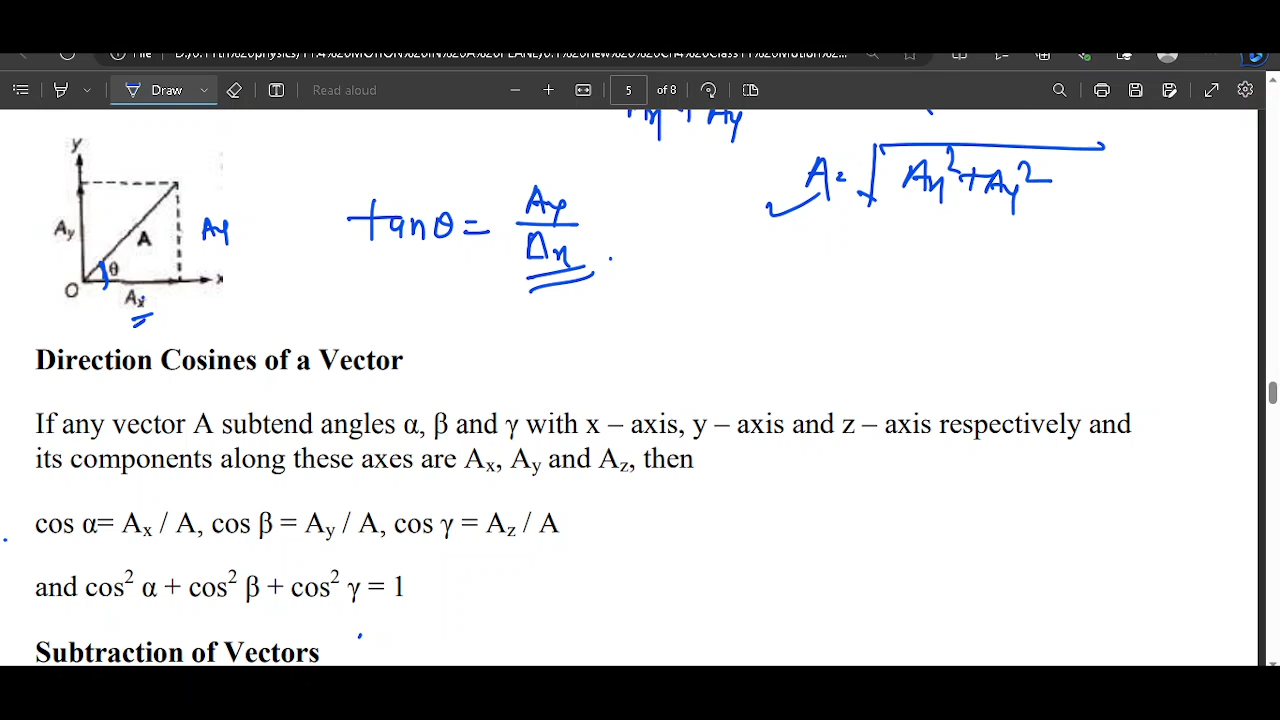 Draw
Read aloud
5
of 8
y
Ay
A
Ay
θ
O
Ax
x
tanθ = Ay
Ax
A = √Ax²+Ay²
Direction Cosines of a Vector
If any vector A subtend angles α, β and γ with x – axis, y – axis and z – axis respectively and
its components along these axes are Ax, Ay and Az, then
cos α= Ax / A, cos β = Ay / A, cos γ = Az / A
and cos² α + cos² β + cos² γ = 1
Subtraction of Vectors